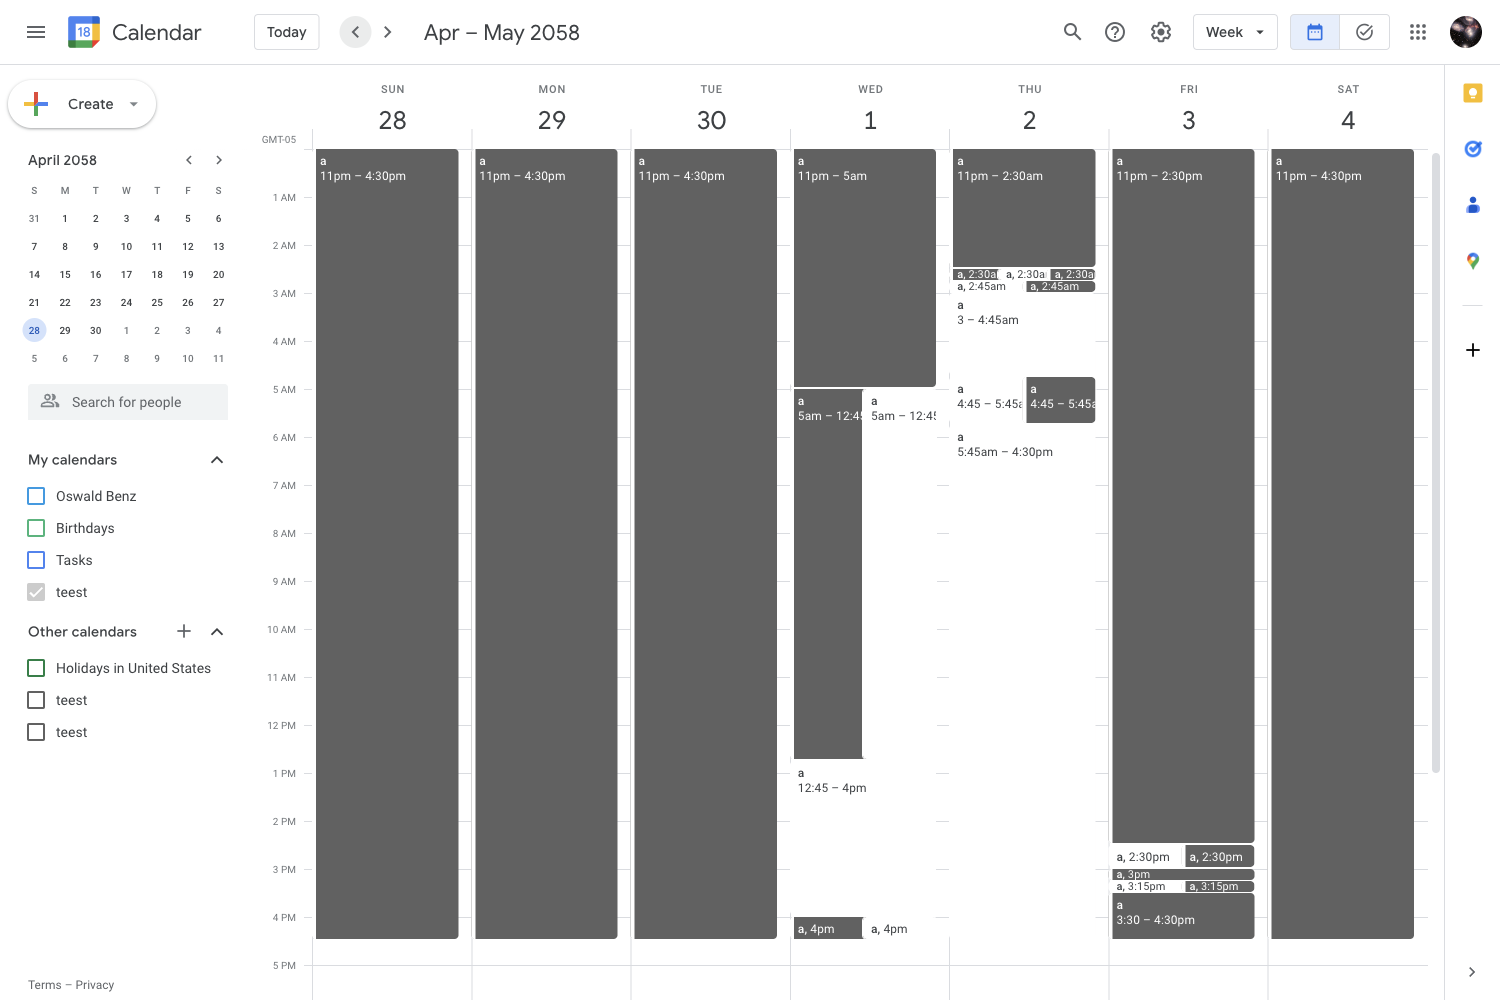 18 Calendar Today Apr – May 2058 Week
Create
April 2058
S M T W T F S
31 1 2 3 4 5 6
7 8 9 10 11 12 13
14 15 16 17 18 19 20
21 22 23 24 25 26 27
28 29 30 1 2 3 4
5 6 7 8 9 10 11
Search for people
My calendars
Oswald Benz
Birthdays
Tasks
teest
Other calendars
Holidays in United States
teest
teest
Terms – Privacy
SUN MON TUE WED THU FRI SAT
28 29 30 1 2 3 4
GMT-05
1 AM
2 AM
3 AM
4 AM
5 AM
6 AM
7 AM
8 AM
9 AM
10 AM
11 AM
12 PM
1 PM
2 PM
3 PM
4 PM
5 PM
a
11pm – 4:30pm
a
11pm – 4:30pm
a
11pm – 4:30pm
a
11pm – 5am
a
5am – 12:45
a
5am – 12:45
a
12:45 – 4pm
a, 4pm
a, 4pm
a
11pm – 2:30am
a, 2:30a
a, 2:30a
a, 2:30a
a, 2:45am
a, 2:45am
a
3 – 4:45am
a
4:45 – 5:45a
a
4:45 – 5:45a
a
5:45am – 4:30pm
a
11pm – 2:30pm
a, 2:30pm
a, 2:30pm
a, 3pm
a, 3:15pm
a, 3:15pm
a
3:30 – 4:30pm
a
11pm – 4:30pm